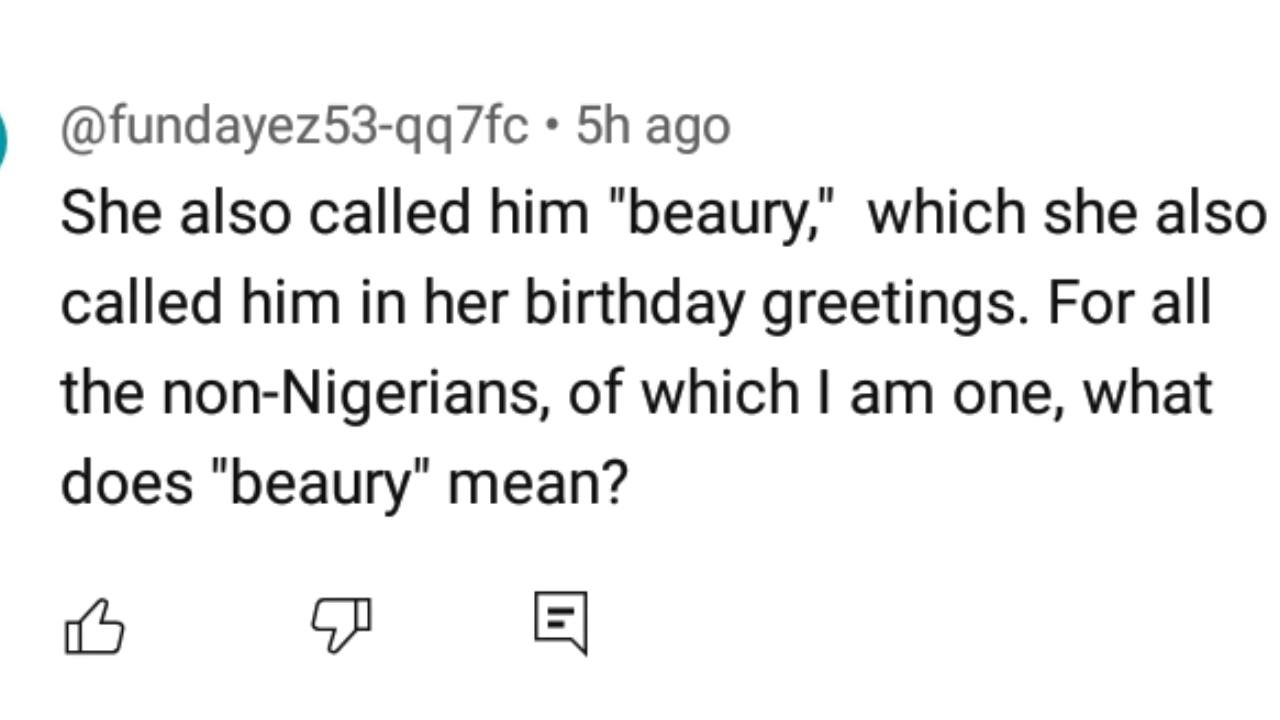 @fundayez53-qq7fc • 5h ago
She also called him "beaury,"  which she also
called him in her birthday greetings. For all
the non-Nigerians, of which I am one, what
does "beaury" mean?